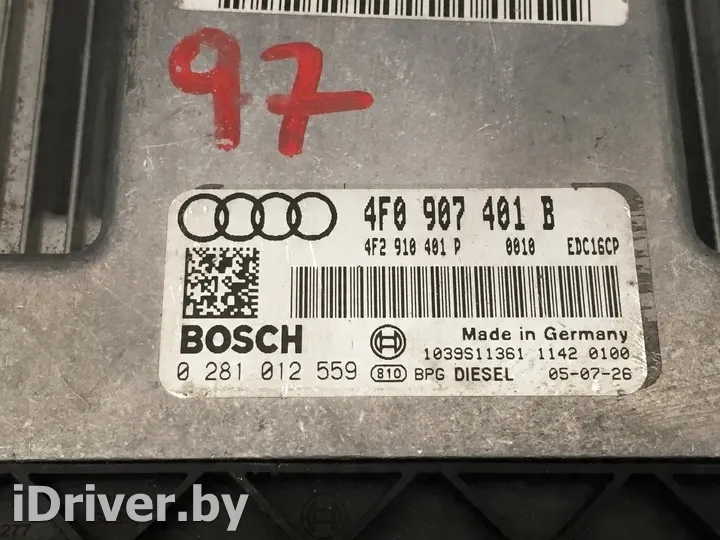 97
4F0 907 401 B
4F2 910 401 P 0010 EDC16CP
BOSCH
Made in Germany
1039S11361 1142 0100
0 281 012 559
810 BPG DIESEL 05-07-26
iDriver.by